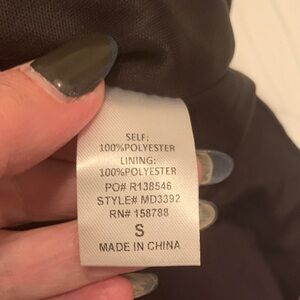 SELF:
100%POLYESTER
LINING:
100%POLYESTER
PO# R138546
STYLE# MD3392
RN# 158788
S
MADE IN CHINA